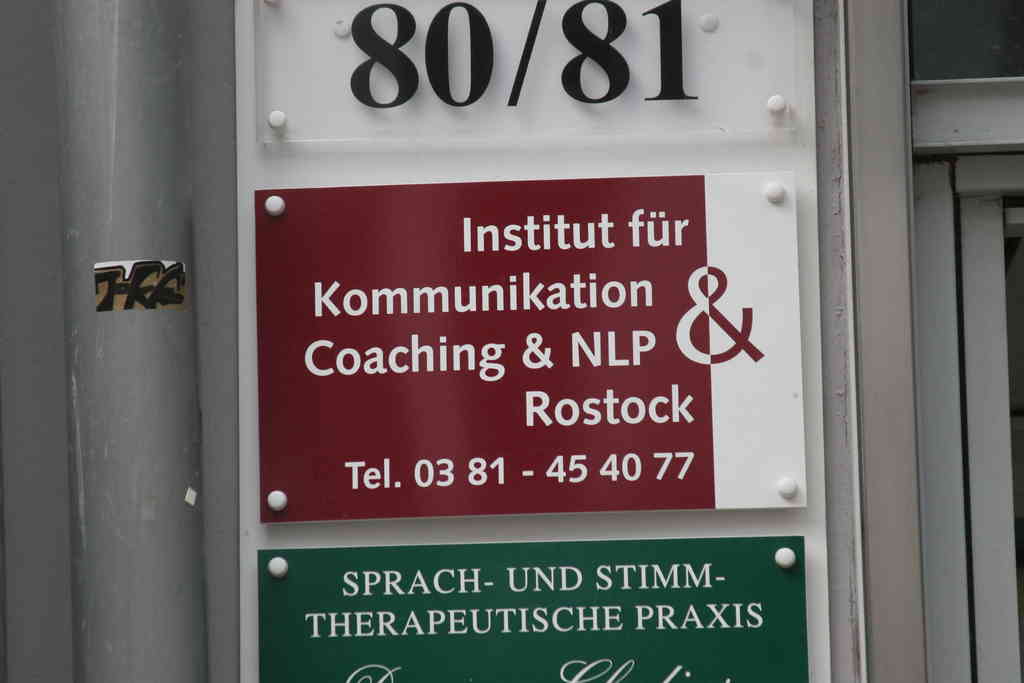 80/81
Institut für
Kommunikation
Coaching & NLP
&
Rostock
Tel. 03 81 - 45 40 77
SPRACH- UND STIMM-
THERAPEUTISCHE PRAXIS